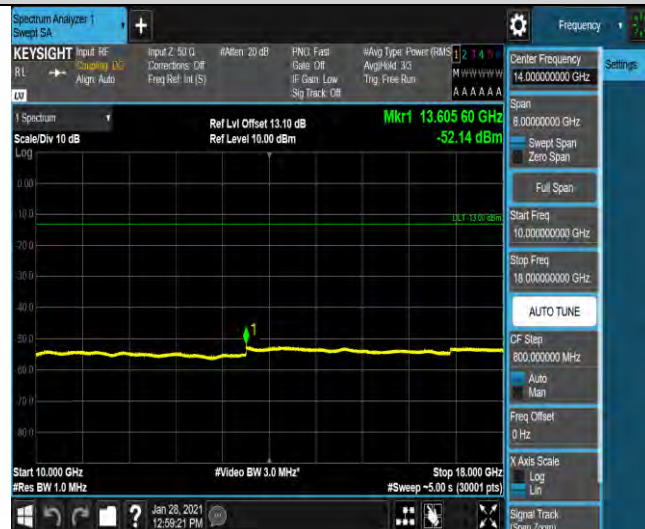 Spectrum Analyzer 1
Swept SA
+
Frequency
KEYSIGHT
RL
Input: RF
Coupling: DC
Align: Auto
Input Z: 50 Ω
Corrections: Off
Freq Ref: Int (S)
#Atten: 20 dB
PNO: Fast
Gate: Off
IF Gain: Low
Sig Track: Off
#Avg Type: Power (RMS
Avg|Hold: 3/3
Trig: Free Run
1 2 3 4 5 6
M W W W W W
A A A A A A
LW
1 Spectrum
Scale/Div 10 dB
Log
Ref Lvl Offset 13.10 dB
Ref Level 10.00 dBm
Mkr1 13.605 60 GHz
-52.14 dBm
0.00
-10.0
DL1 -13.00 dBm
-20.0
-30.0
-40.0
-50.0
1
-60.0
-70.0
-80.0
Start 10.000 GHz
#Res BW 1.0 MHz
#Video BW 3.0 MHz*
Stop 18.000 GHz
#Sweep ~5.00 s (30001 pts)
Jan 28, 2021
12:59:21 PM
?
Center Frequency
14.000000000 GHz
Settings
Span
8.00000000 GHz
Swept Span
Zero Span
Full Span
Start Freq
10.000000000 GHz
Stop Freq
18.000000000 GHz
AUTO TUNE
CF Step
800.000000 MHz
Auto
Man
Freq Offset
0 Hz
X Axis Scale
Log
Lin
Signal Track
(Span Zoom)